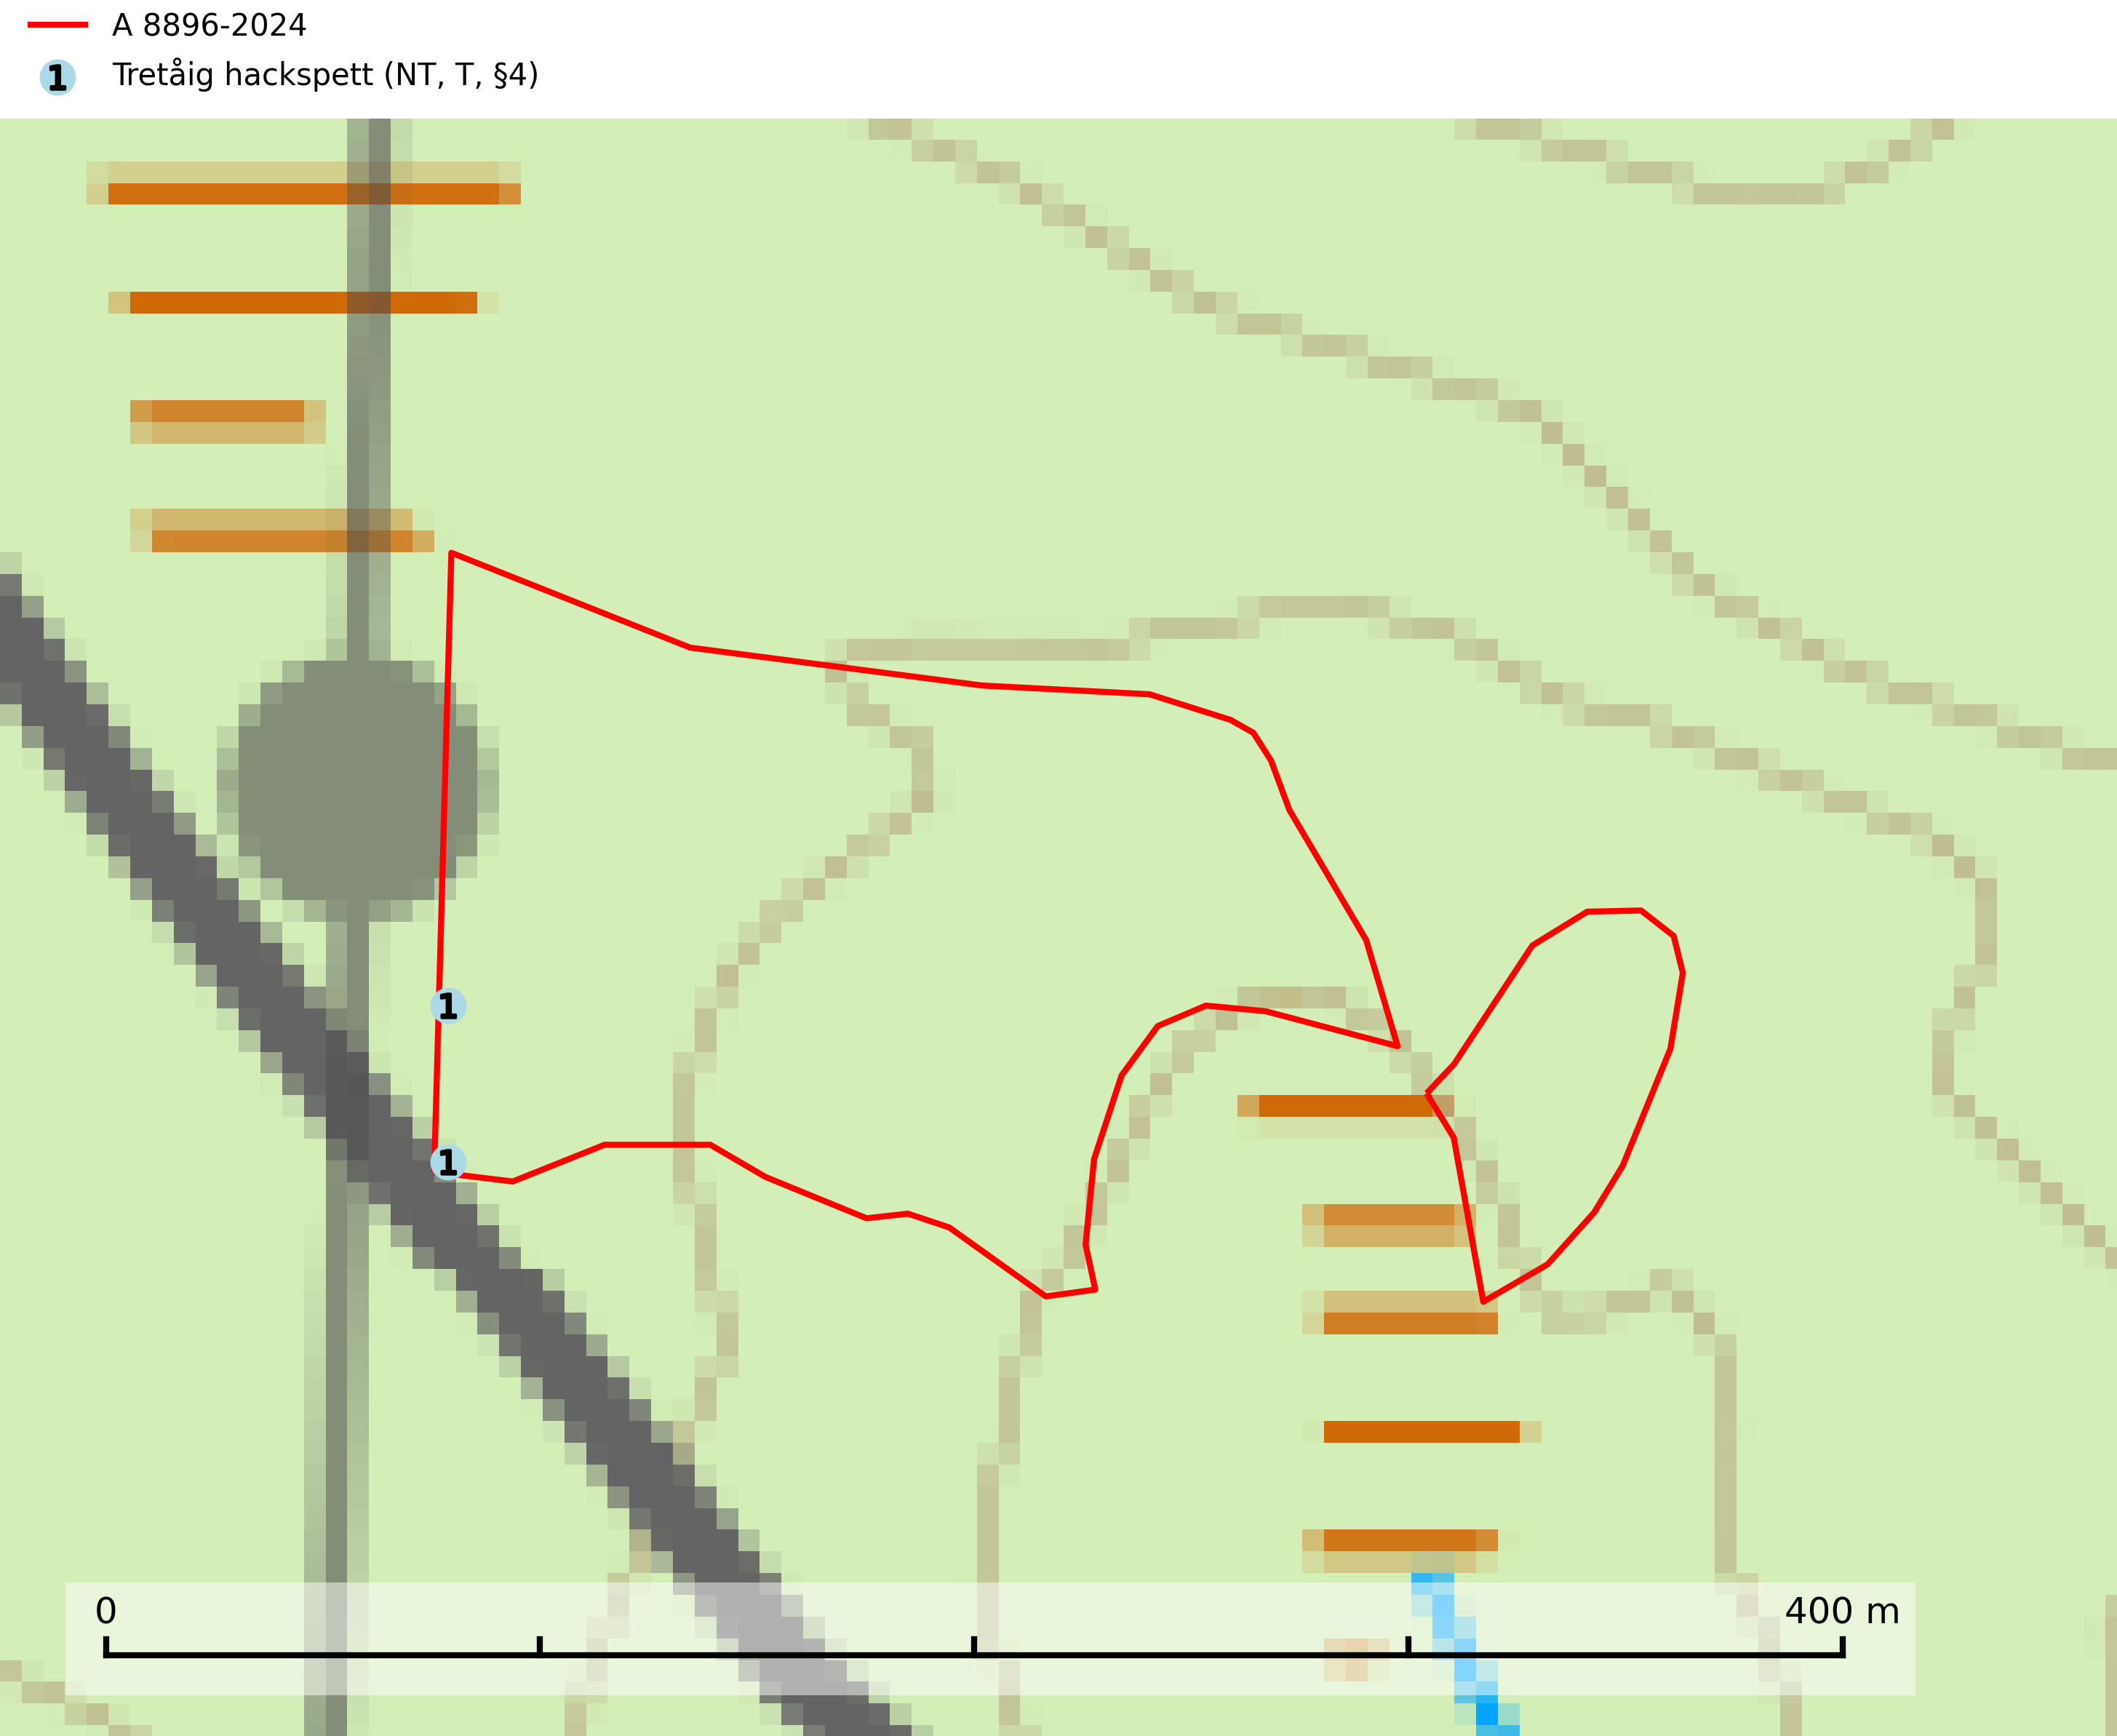 A 8896-2024
1 Tretåig hackspett (NT, T, §4)
1
1
0 400 m